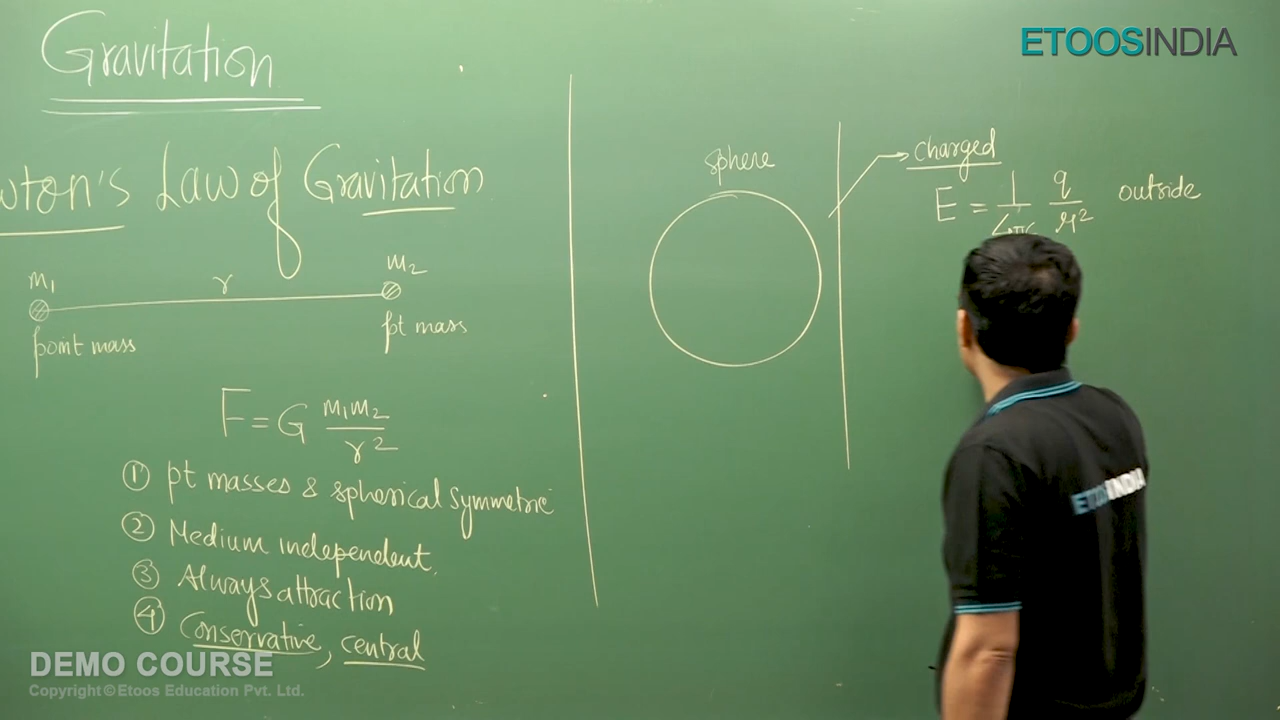 Gravitation
wton's Law of Gravitation
m₁ r m₂
point mass pt mass
F = G m₁m₂ / r²
① pt masses & spherical symmetric
② Medium independent.
③ Always attraction
④ Conservative, central
DEMO COURSE
Copyright © Etoos Education Pvt. Ltd.
sphere
ETOOSINDIA
charged
E = 1 / 4π q / r² outside
ETOOSINDIA